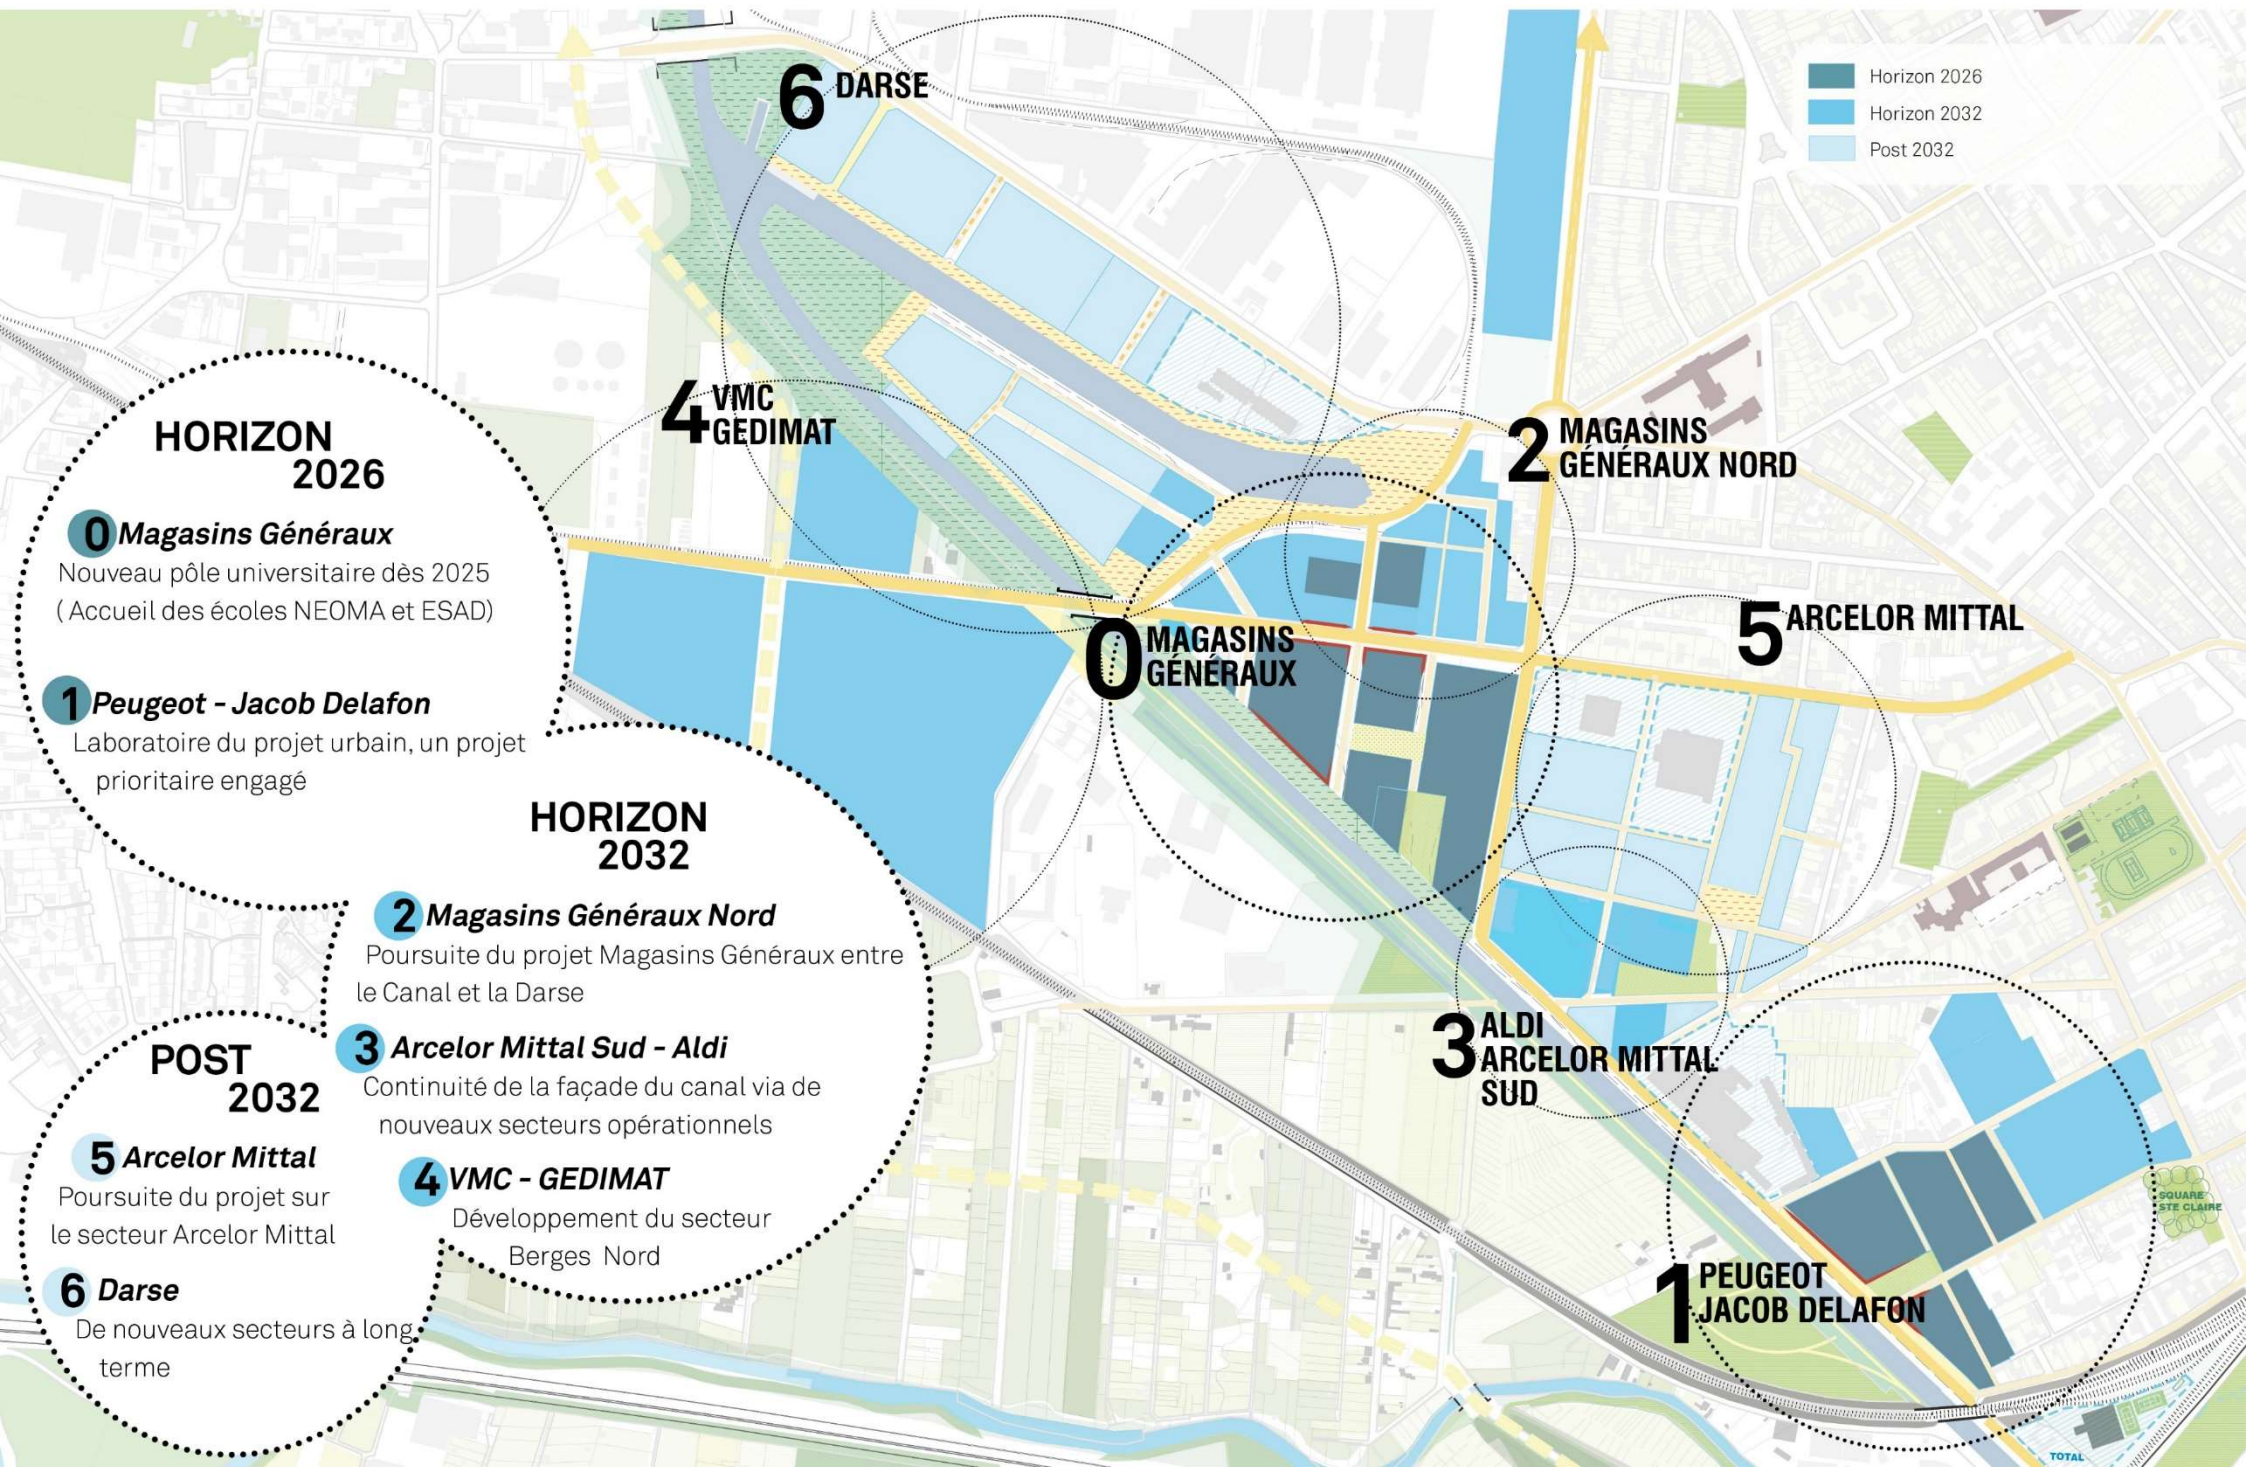 6 DARSE
Horizon 2026
Horizon 2032
Post 2032
4 VMC
GEDIMAT
2 MAGASINS
GÉNÉRAUX NORD
0 MAGASINS
GÉNÉRAUX
5 ARCELOR MITTAL
3 ALDI
ARCELOR MITTAL
SUD
1 PEUGEOT
JACOB DELAFON
SQUARE
STE CLAIRE
TOTAL
HORIZON
2026
0 Magasins Généraux
Nouveau pôle universitaire dès 2025
( Accueil des écoles NEOMA et ESAD)
1 Peugeot - Jacob Delafon
Laboratoire du projet urbain, un projet
prioritaire engagé
HORIZON
2032
2 Magasins Généraux Nord
Poursuite du projet Magasins Généraux entre
le Canal et la Darse
3 Arcelor Mittal Sud - Aldi
Continuité de la façade du canal via de
nouveaux secteurs opérationnels
4 VMC - GEDIMAT
Développement du secteur
Berges Nord
POST
2032
5 Arcelor Mittal
Poursuite du projet sur
le secteur Arcelor Mittal
6 Darse
De nouveaux secteurs à long
terme